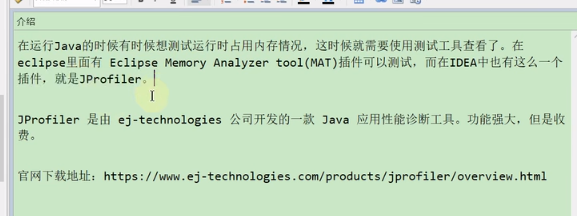 介绍
在运行Java的时候有时候想测试运行时占用内存情况，这时候就需要使用测试工具查看了。在
eclipse里面有 Eclipse Memory Analyzer tool(MAT)插件可以测试，而在IDEA中也有这么一个
插件，就是JProfiler。
JProfiler 是由 ej-technologies 公司开发的一款 Java 应用性能诊断工具。功能强大，但是收
费。
官网下载地址：https://www.ej-technologies.com/products/jprofiler/overview.html